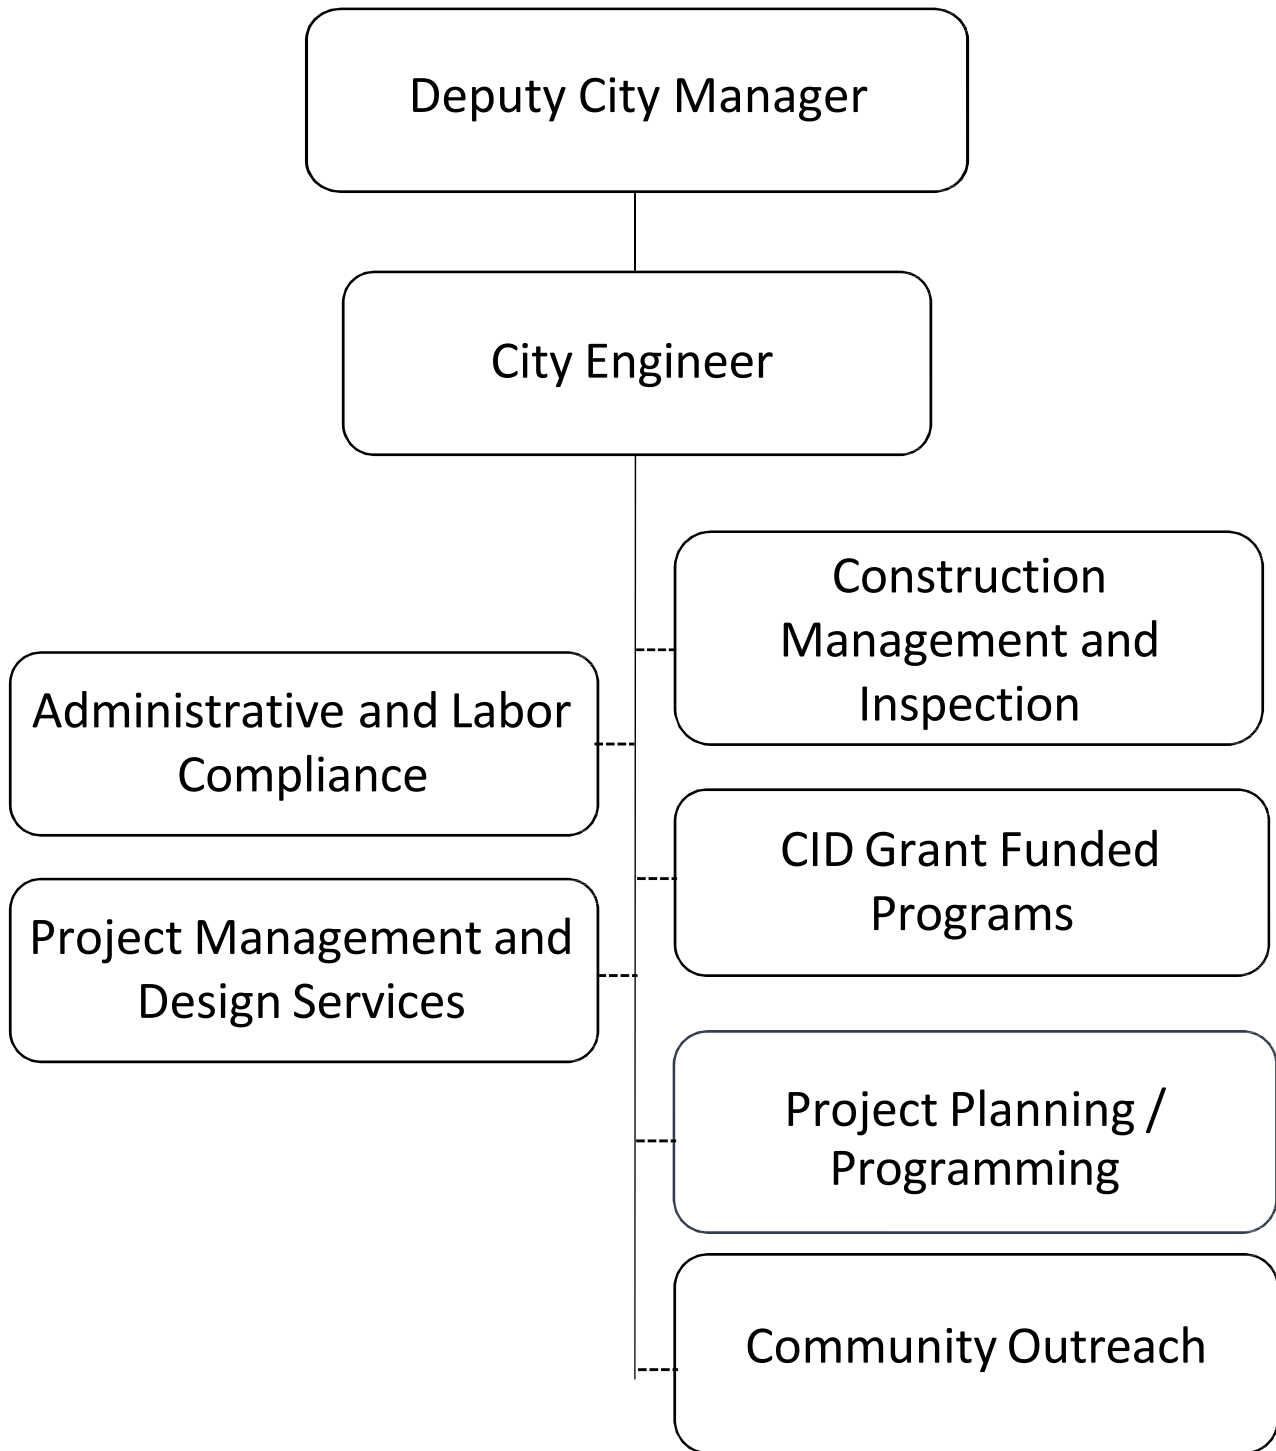 Deputy City Manager
City Engineer
Construction
Management and
Inspection
Administrative and Labor
Compliance
CID Grant Funded
Programs
Project Management and
Design Services
Project Planning /
Programming
Community Outreach